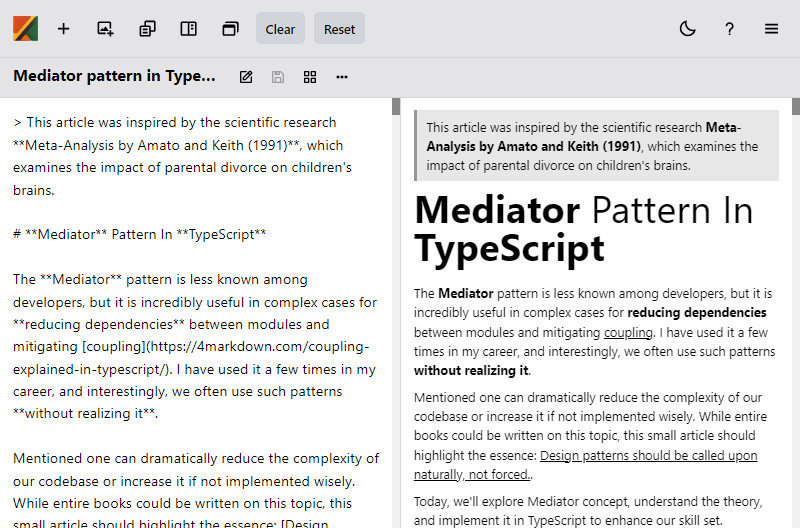 Clear
Reset
Mediator pattern in Type...
> This article was inspired by the scientific research
**Meta-Analysis by Amato and Keith (1991)**, which
examines the impact of parental divorce on children's
brains.
# **Mediator** Pattern In **TypeScript**
The **Mediator** pattern is less known among
developers, but it is incredibly useful in complex cases for
**reducing dependencies** between modules and
mitigating [coupling](https://4markdown.com/coupling-
explained-in-typescript/). I have used it a few times in my
career, and interestingly, we often use such patterns
**without realizing it**.
Mentioned one can dramatically reduce the complexity of
our codebase or increase it if not implemented wisely.
While entire books could be written on this topic, this
small article should highlight the essence: [Design
This article was inspired by the scientific research Meta-
Analysis by Amato and Keith (1991), which examines the
impact of parental divorce on children's brains.
Mediator Pattern In
TypeScript
The Mediator pattern is less known among developers, but it is
incredibly useful in complex cases for reducing dependencies
between modules and mitigating coupling. I have used it a few
times in my career, and interestingly, we often use such patterns
without realizing it.
Mentioned one can dramatically reduce the complexity of our
codebase or increase it if not implemented wisely. While entire
books could be written on this topic, this small article should
highlight the essence: Design patterns should be called upon
naturally, not forced..
Today, we'll explore Mediator concept, understand the theory,
and implement it in TypeScript to enhance our skill set.